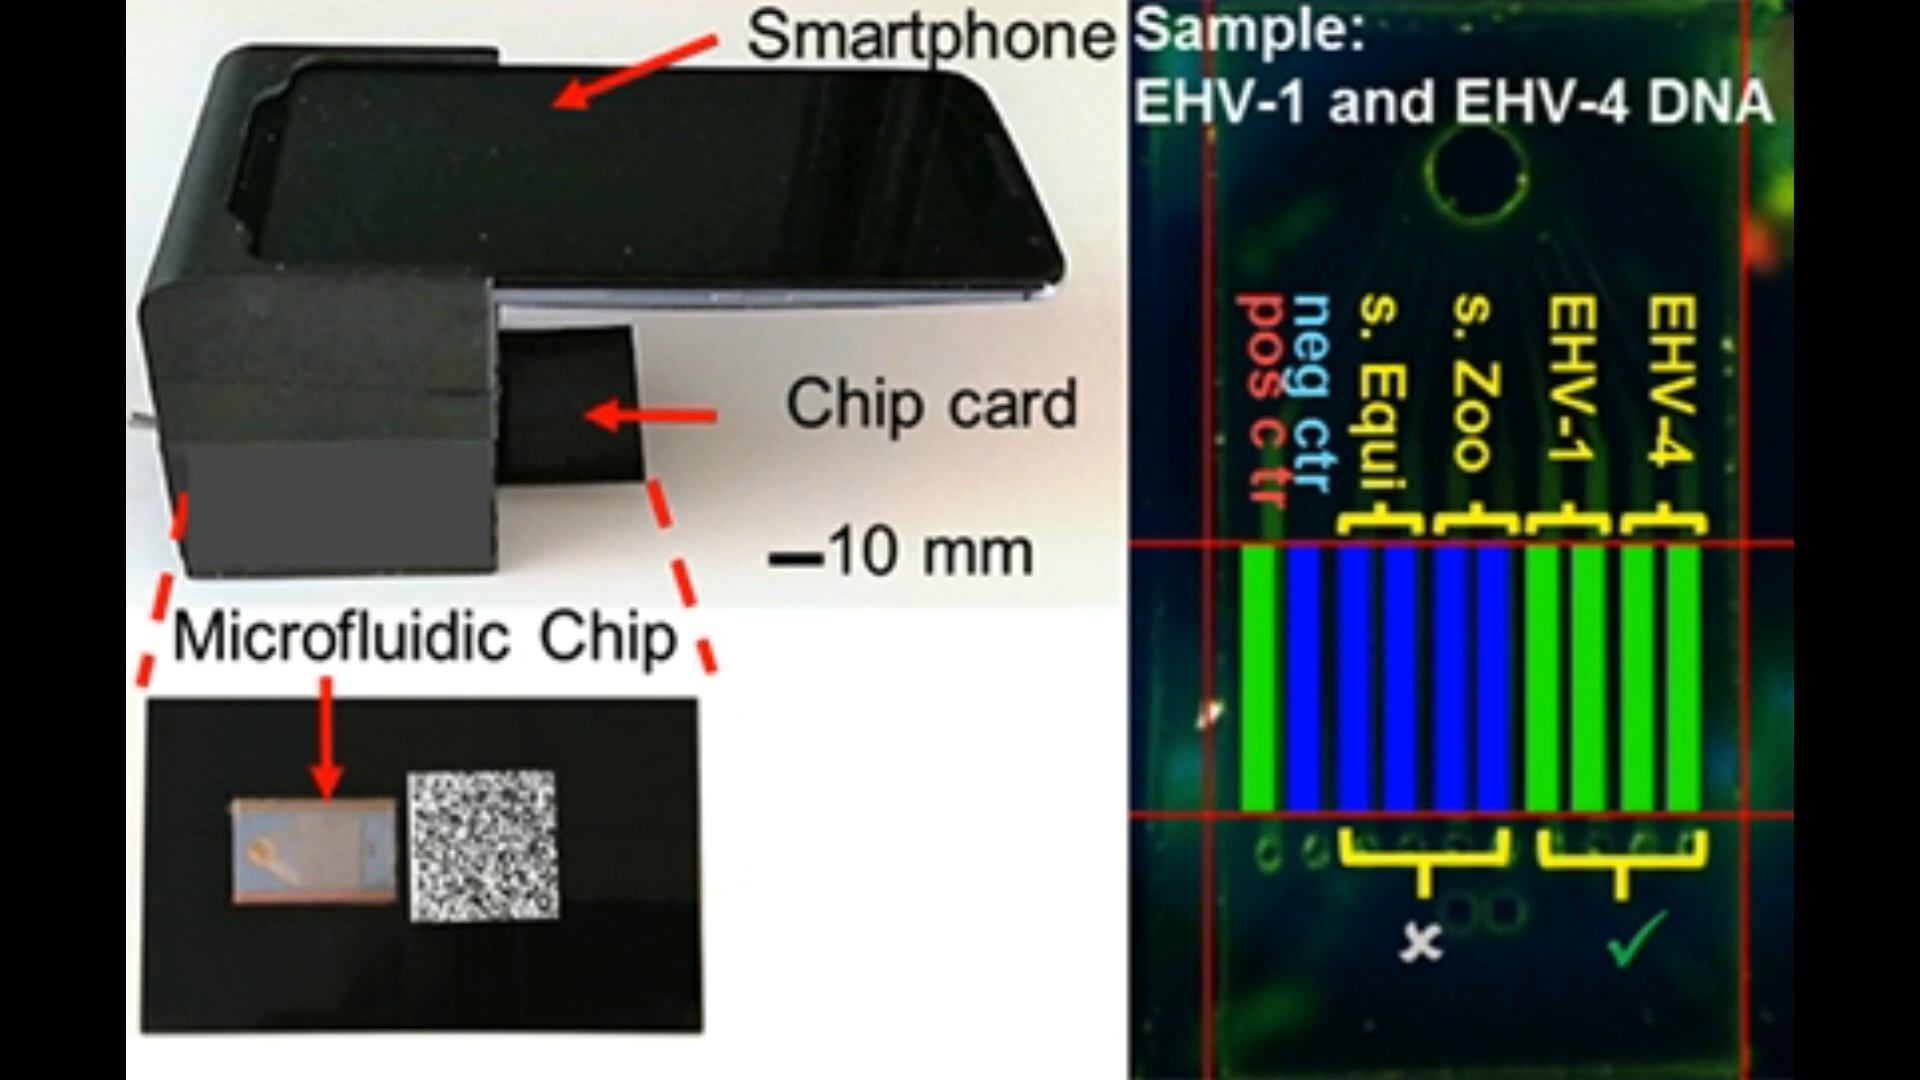 Smartphone
Chip card
10 mm
Microfluidic Chip
Sample:
EHV-1 and EHV-4 DNA
pos ctr
neg ctr
s. Equi
s. Zoo
EHV-1
EHV-4